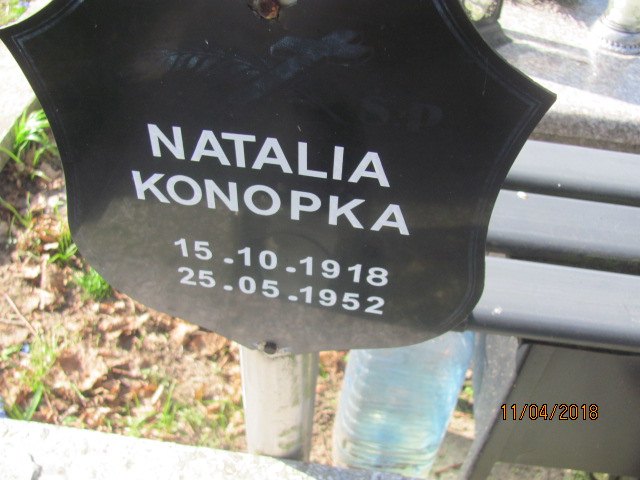 Ś.P
NATALIA
KONOPKA
15.10.1918
25.05.1952
11/04/2018